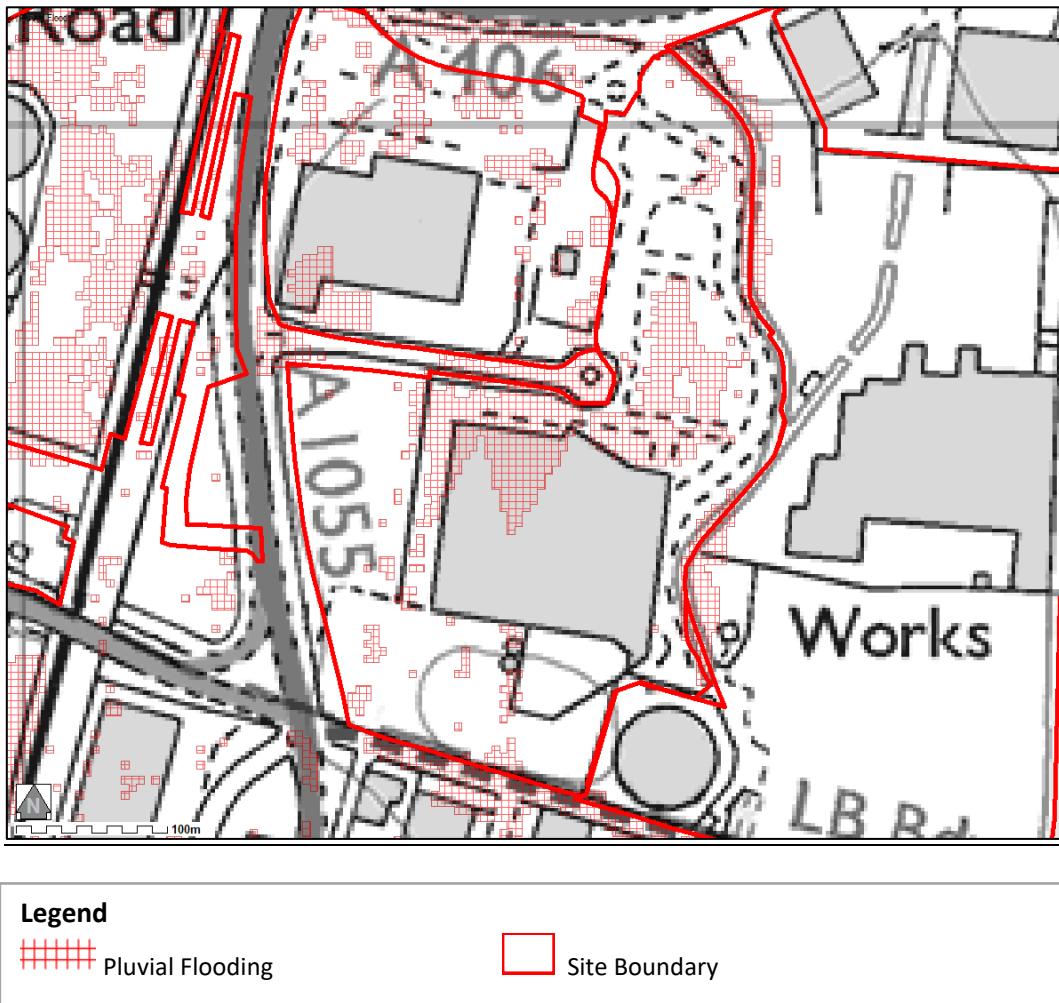 Road
A 406
A 1055
Works
LB Rd
N
100m
Legend
Pluvial Flooding
Site Boundary